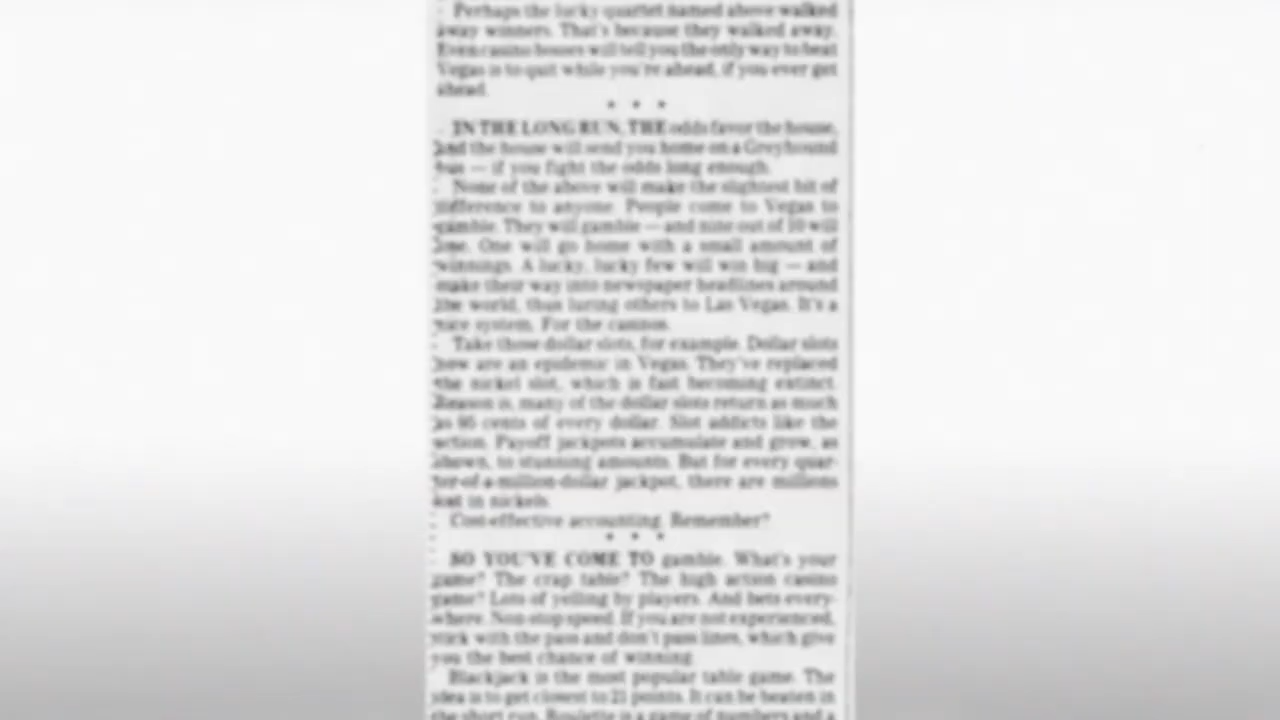 Perhaps the lucky quartet named above walked
away winners. That's because they walked away.
Even casino bosses will tell you the only way to beat
Vegas is to quit while you're ahead, if you ever get
ahead.
* * *
IN THE LONG RUN, THE odds favor the house,
and the house will send you home on a Greyhound
bus — if you fight the odds long enough.
None of the above will make the slightest bit of
difference to anyone. People come to Vegas to
gamble. They will gamble — and nine out of 10 will
lose. One will go home with a small amount of
winnings. A lucky, lucky few will win big — and
make their way into newspaper headlines around
the world, thus luring others to Las Vegas. It's a
nice system. For the casinos.
Take those dollar slots, for example. Dollar slots
now are an epidemic in Vegas. They've replaced
the nickel slot, which is fast becoming extinct.
Reason is, many of the dollar slots return as much
as 95 cents of every dollar. Slot addicts like the
action. Payoff jackpots accumulate and grow, as
shown, to stunning amounts. But for every quar-
ter-of-a-million-dollar jackpot, there are millions
lost in nickels.
Cost-effective accounting. Remember?
* * *
SO YOU'VE COME TO gamble. What's your
game? The crap table? The high action casino
game? Lots of yelling by players. And bets every-
where. Non-stop speed. If you are not experienced,
stick with the pass and don't pass lines, which give
you the best chance of winning.
Blackjack is the most popular table game. The
idea is to get closest to 21 points. It can be beaten in
the short run. Roulette is a game of numbers and a